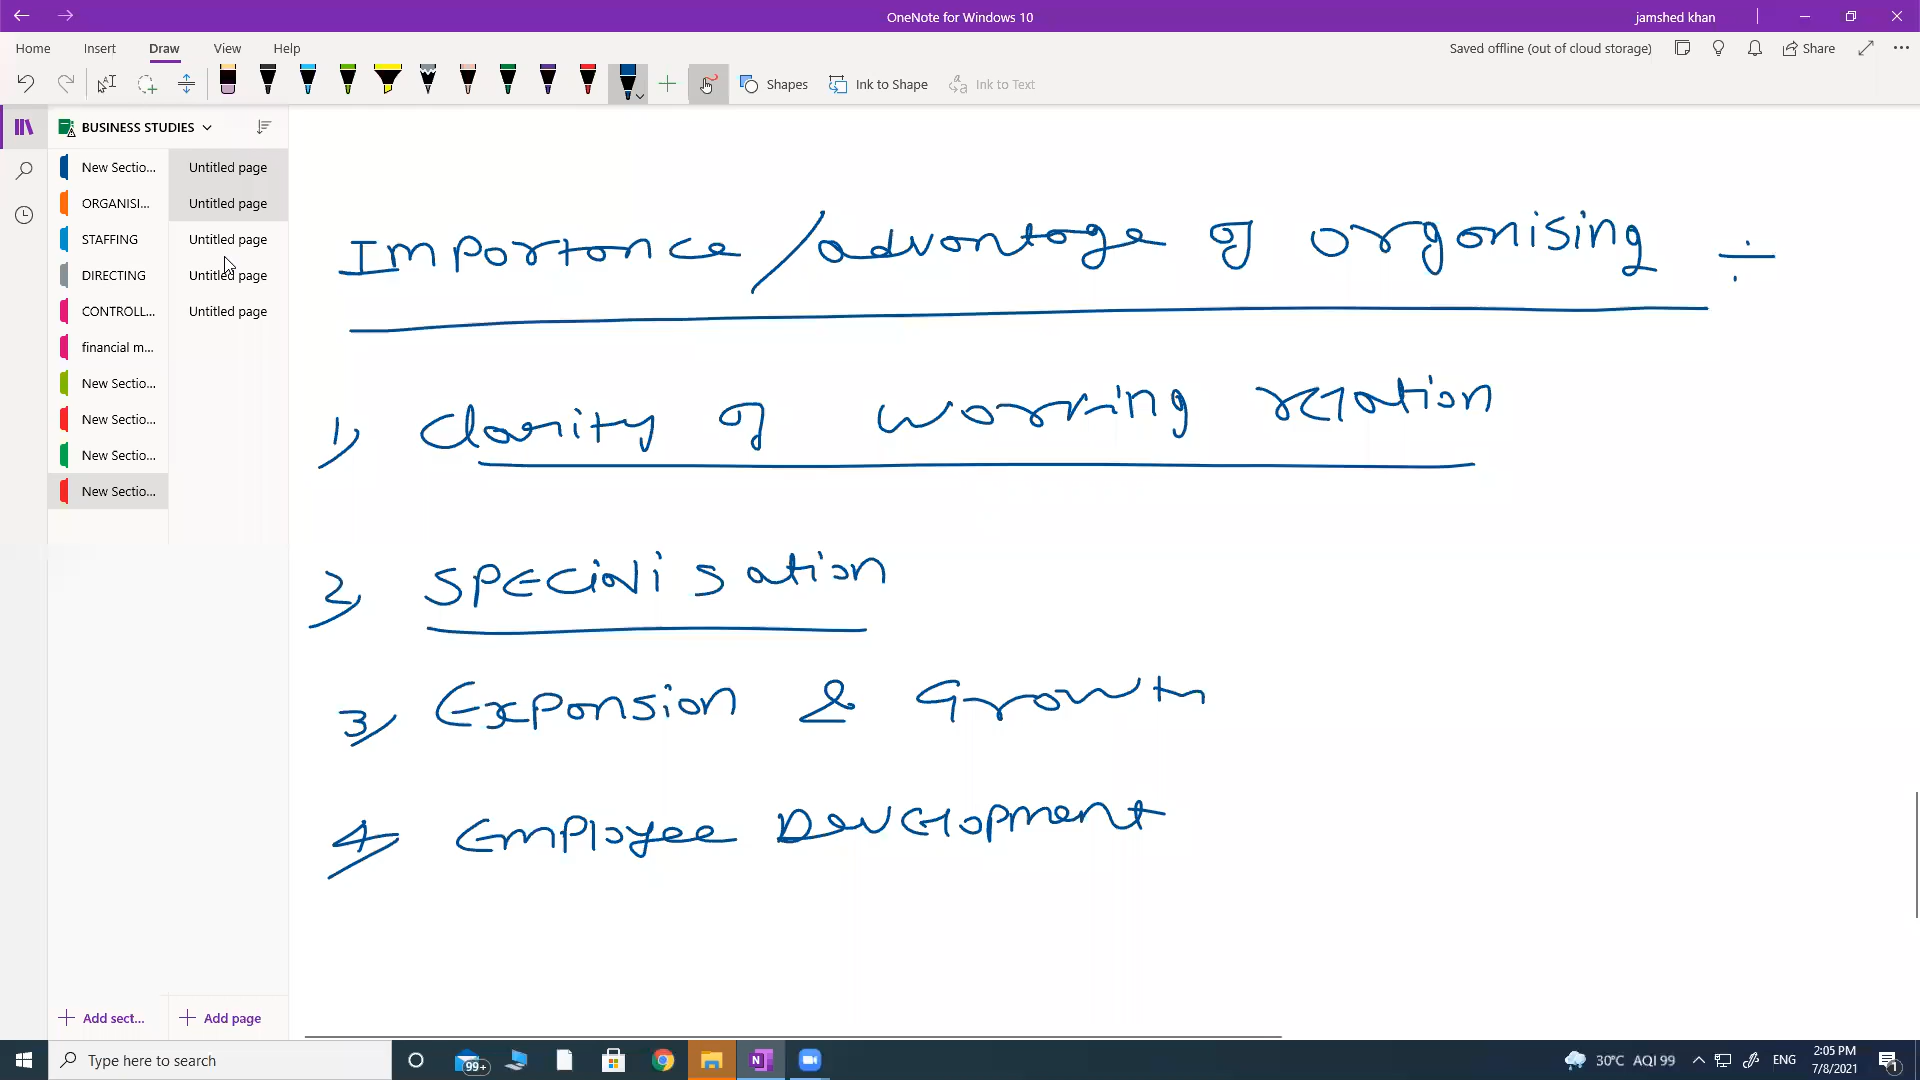 OneNote for Windows 10
jamshed khan
Home Insert Draw View Help
Saved offline (out of cloud storage) Share
Shapes Ink to Shape Ink to Text
BUSINESS STUDIES
New Sectio... Untitled page
ORGANISI... Untitled page
STAFFING Untitled page
DIRECTING Untitled page
CONTROLL... Untitled page
financial m...
New Sectio...
New Sectio...
New Sectio...
New Sectio...
Importance/advantage of organising ÷
1) Clarity of working relation
2) Specialisation
3) Expansion & Growth
4) Employee Development
Add sect... Add page
Type here to search
99+
30°C AQI 99 ENG 2:05 PM
7/8/2021
1